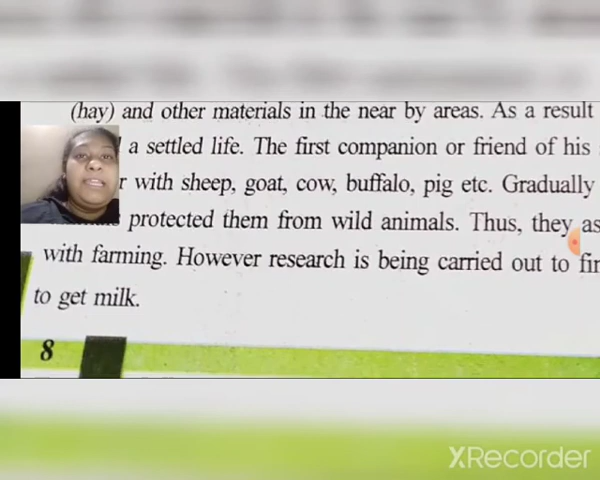 (hay) and other materials in the near by areas. As a result
a settled life. The first companion or friend of his
with sheep, goat, cow, buffalo, pig etc. Gradually
protected them from wild animals. Thus, they as
with farming. However research is being carried out to fin
to get milk.
8
XRecorder